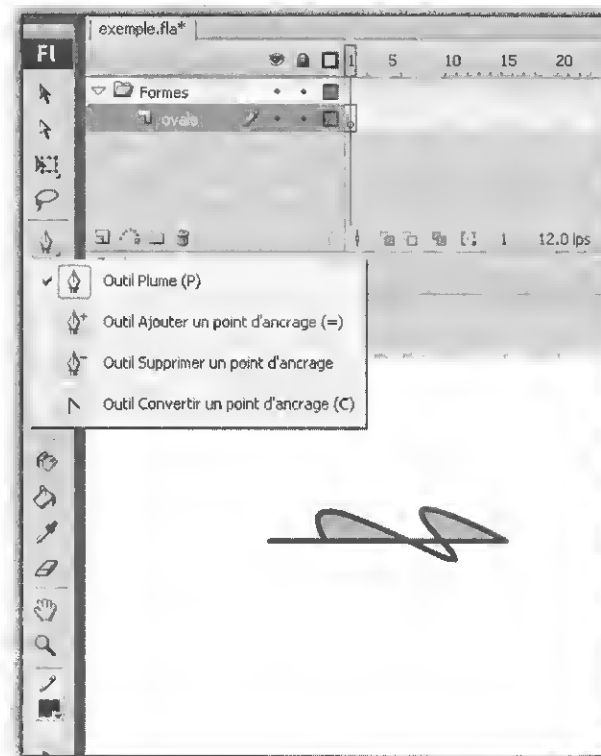 exemple.fla*
Fl
1 5 10 15 20
Formes
ovale
1 12.0 ips
Outil Plume (P)
Outil Ajouter un point d'ancrage (=)
Outil Supprimer un point d'ancrage
Outil Convertir un point d'ancrage (C)